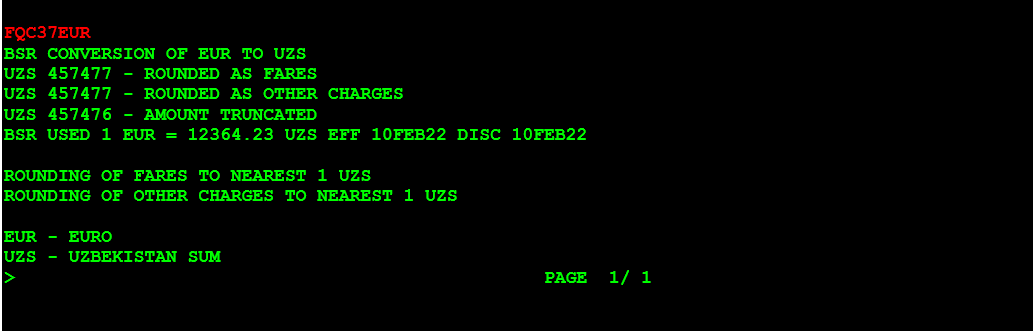 FQC37EUR
BSR CONVERSION OF EUR TO UZS
UZS 457477 - ROUNDED AS FARES
UZS 457477 - ROUNDED AS OTHER CHARGES
UZS 457476 - AMOUNT TRUNCATED
BSR USED 1 EUR = 12364.23 UZS EFF 10FEB22 DISC 10FEB22
ROUNDING OF FARES TO NEAREST 1 UZS
ROUNDING OF OTHER CHARGES TO NEAREST 1 UZS
EUR - EURO
UZS - UZBEKISTAN SUM
> PAGE 1/ 1